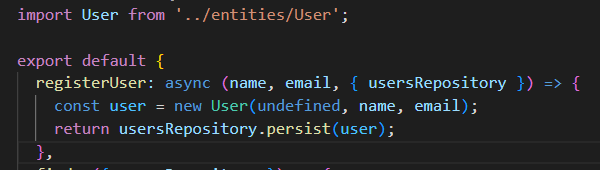 import User from '../entities/User';
export default {
registerUser: async (name, email, { usersRepository }) => {
const user = new User(undefined, name, email);
return usersRepository.persist(user);
},